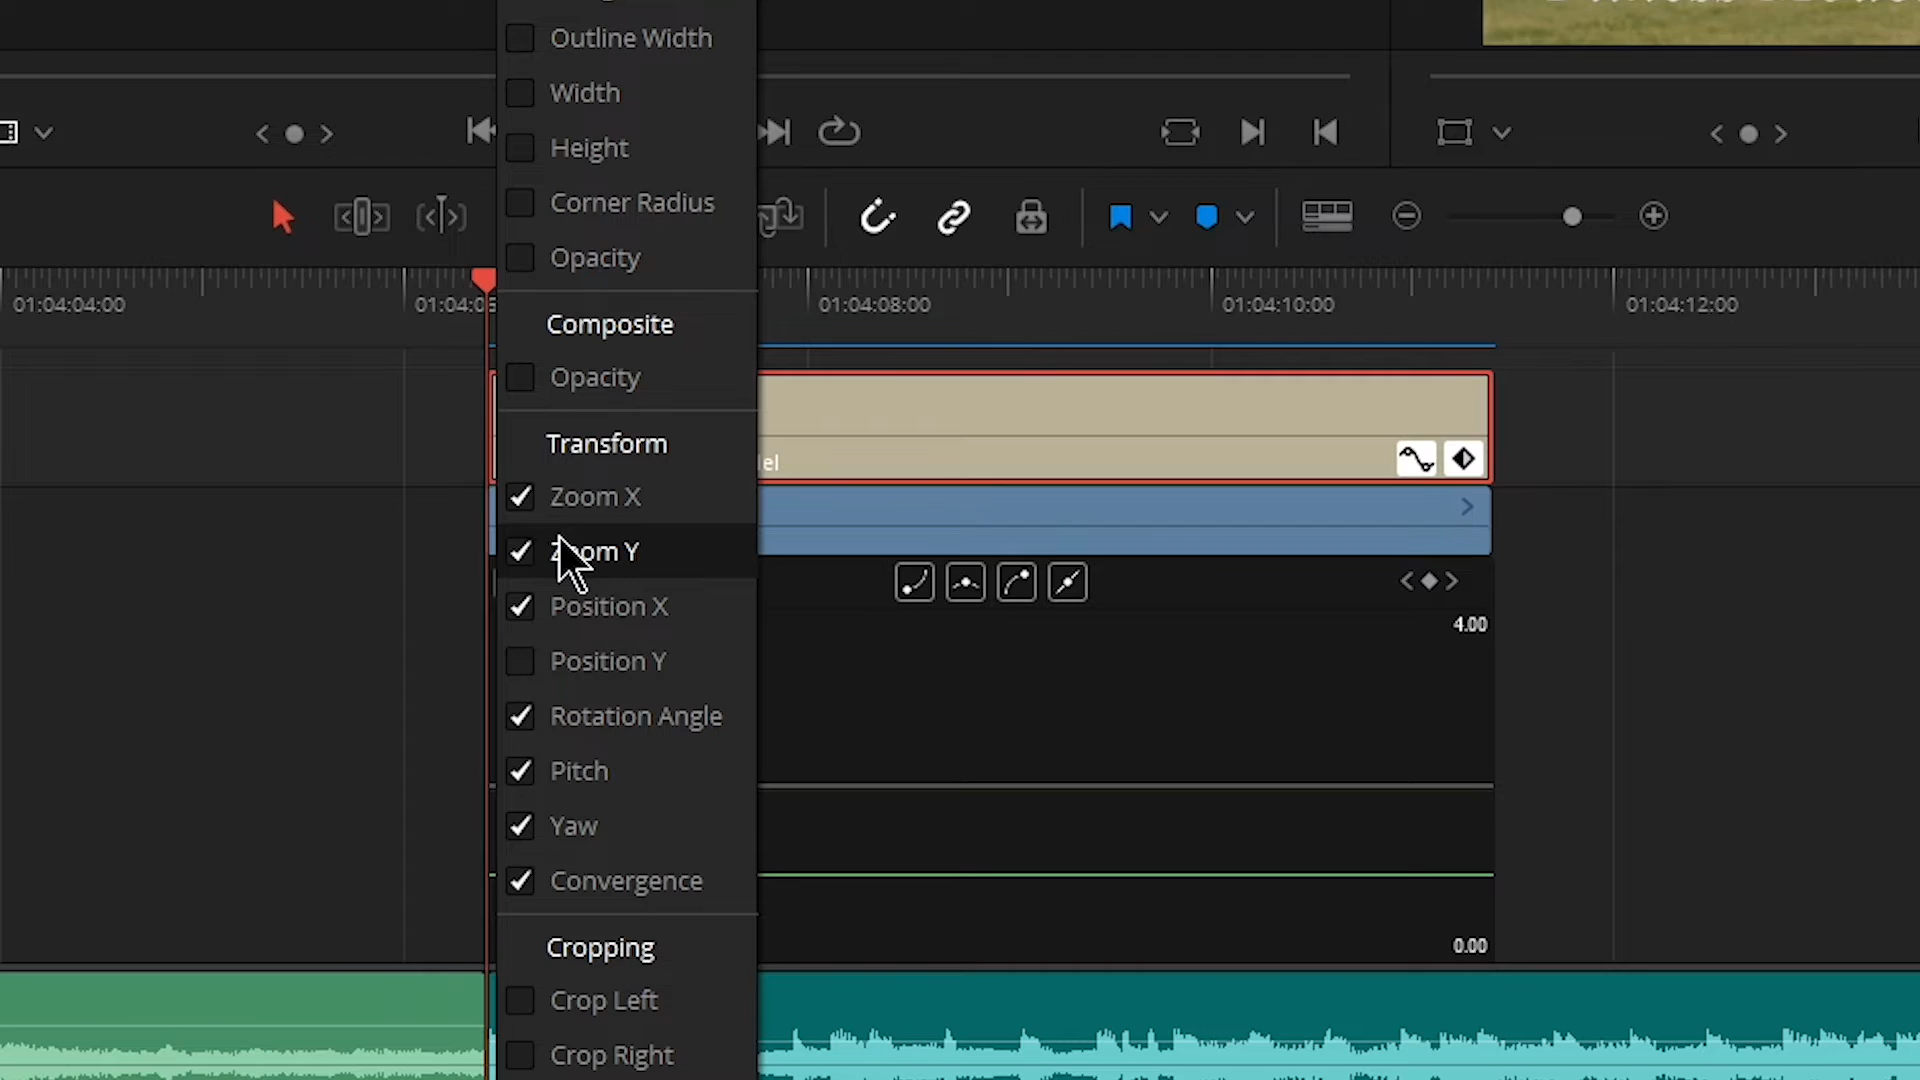 Outline Width
Width
Height
Corner Radius
Opacity
01:04:04:00
01:04:08:00
01:04:10:00
01:04:12:00
Composite
Opacity
Transform
Zoom X
Zoom Y
Position X
Position Y
Rotation Angle
Pitch
Yaw
Convergence
4.00
0.00
Cropping
Crop Left
Crop Right